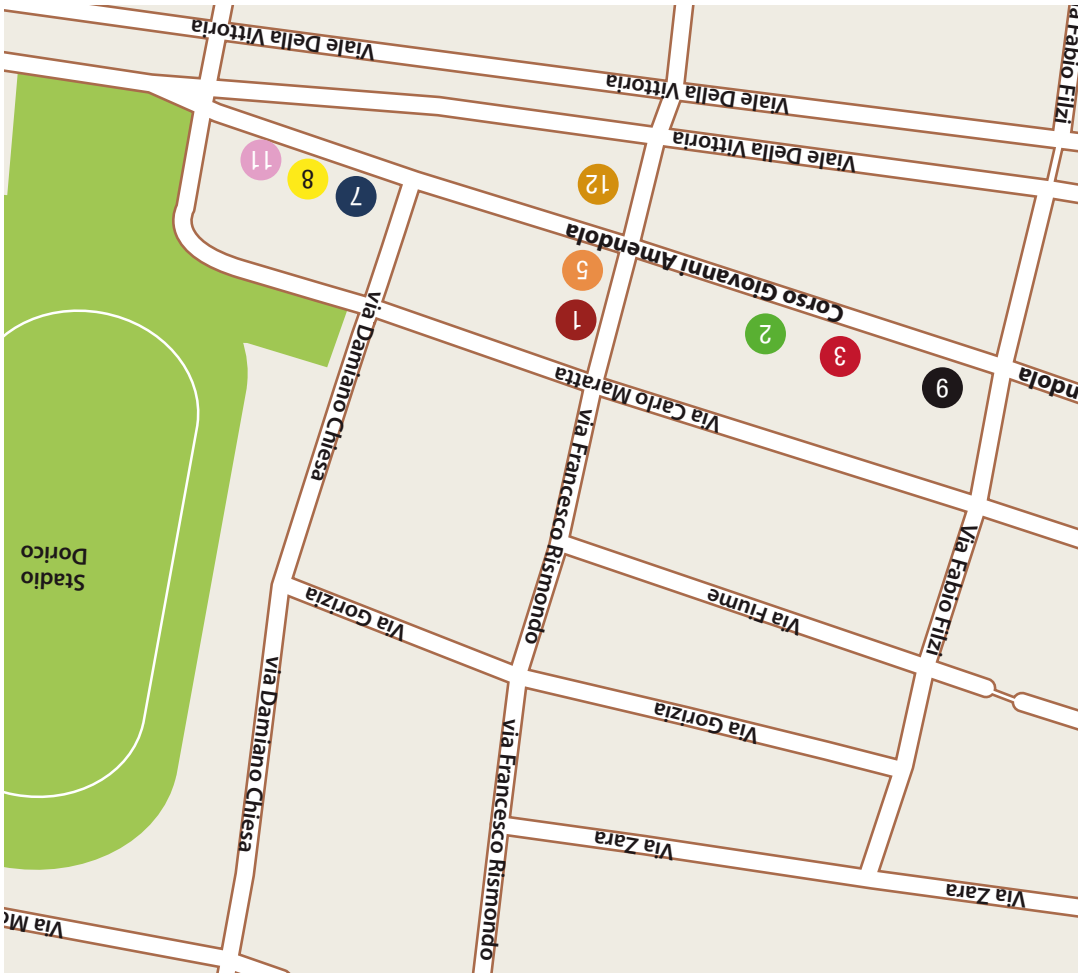 via Francesco Rismondo
Via Mo
Via Zara
Via Zara
via Damiano Chiesa
via Francesco Rismondo
Via Gorizia
Via Gorizia
Via Fiume
Via Fabio Filzi
Stadio
Dorico
via Damiano Chiesa
Via Carlo Maratta
6
3
2
1
5
ndola
Corso Giovanni Amendola
7
8
11
12
Viale Della Vittoria
Viale Della Vittoria
Viale Della Vittoria
a Fabio Filzi